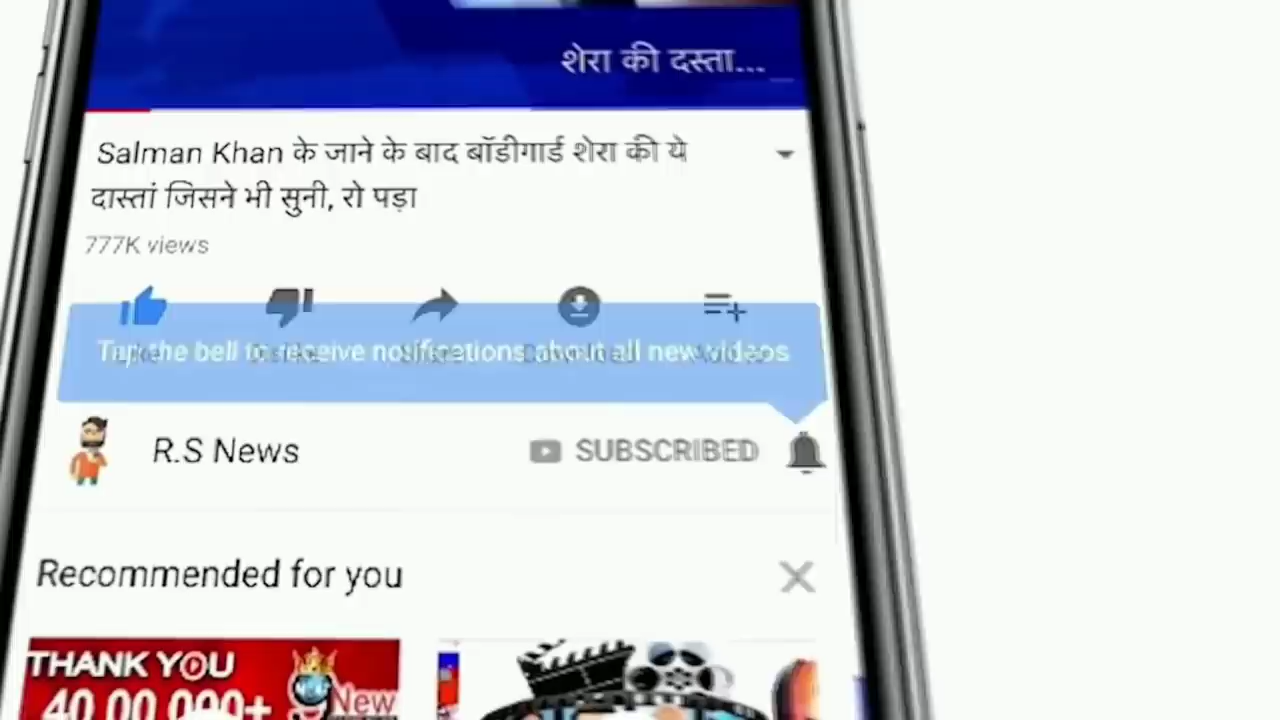 शेरा की दस्ता...
Salman Khan के जाने के बाद बॉडीगार्ड शेरा की ये
दास्तां जिसने भी सुनी, रो पड़ा
777K views
Tap the bell to receive notifications about all new videos
R.S News
SUBSCRIBED
Recommended for you
THANK YOU
40,00,000+
New